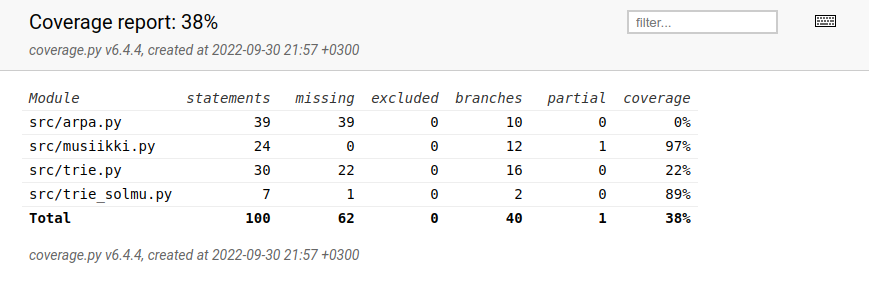 Coverage report: 38%
filter...
coverage.py v6.4.4, created at 2022-09-30 21:57 +0300
Module statements missing excluded branches partial coverage
src/arpa.py 39 39 0 10 0 0%
src/musiikki.py 24 0 0 12 1 97%
src/trie.py 30 22 0 16 0 22%
src/trie_solmu.py 7 1 0 2 0 89%
Total 100 62 0 40 1 38%
coverage.py v6.4.4, created at 2022-09-30 21:57 +0300